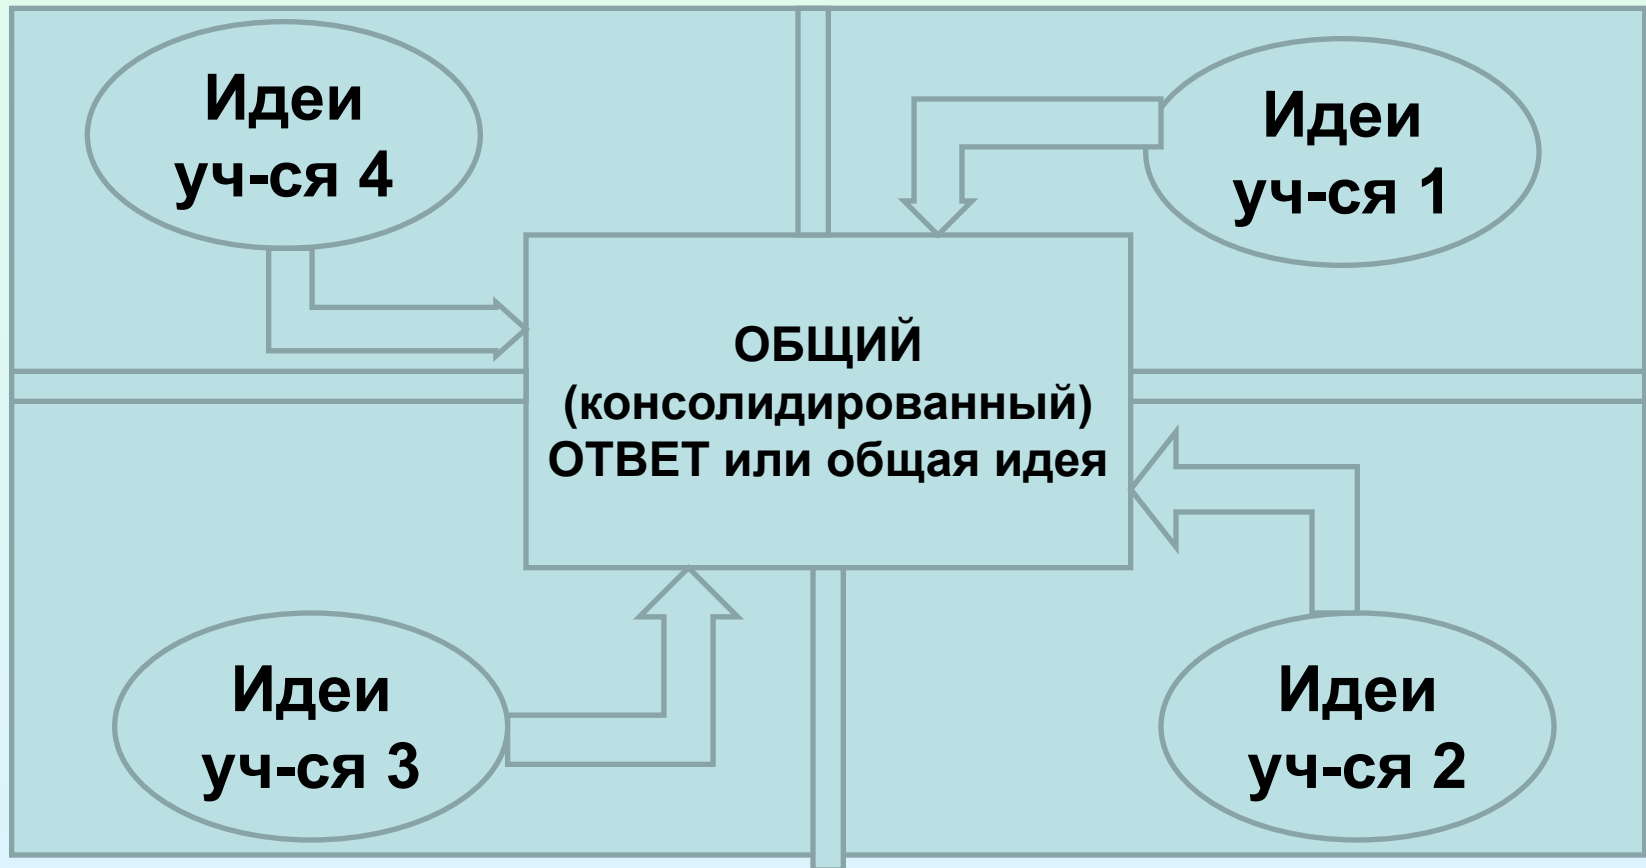 Идеи
уч-ся 4
Идеи
уч-ся 1
ОБЩИЙ
(консолидированный)
ОТВЕТ или общая идея
Идеи
уч-ся 3
Идеи
уч-ся 2